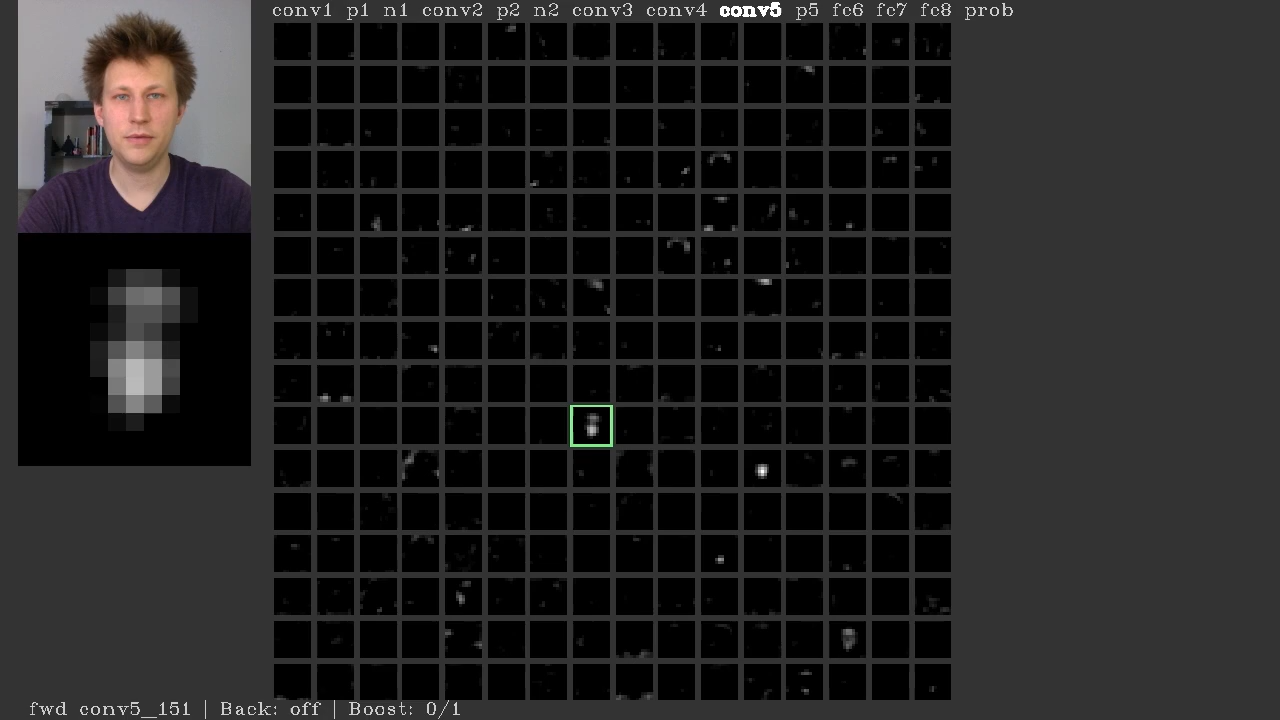 conv1 p1 n1 conv2 p2 n2 conv3 conv4 conv5 p5 fc6 fc7 fc8 prob
fwd conv5_151 | Back: off | Boost: 0/1